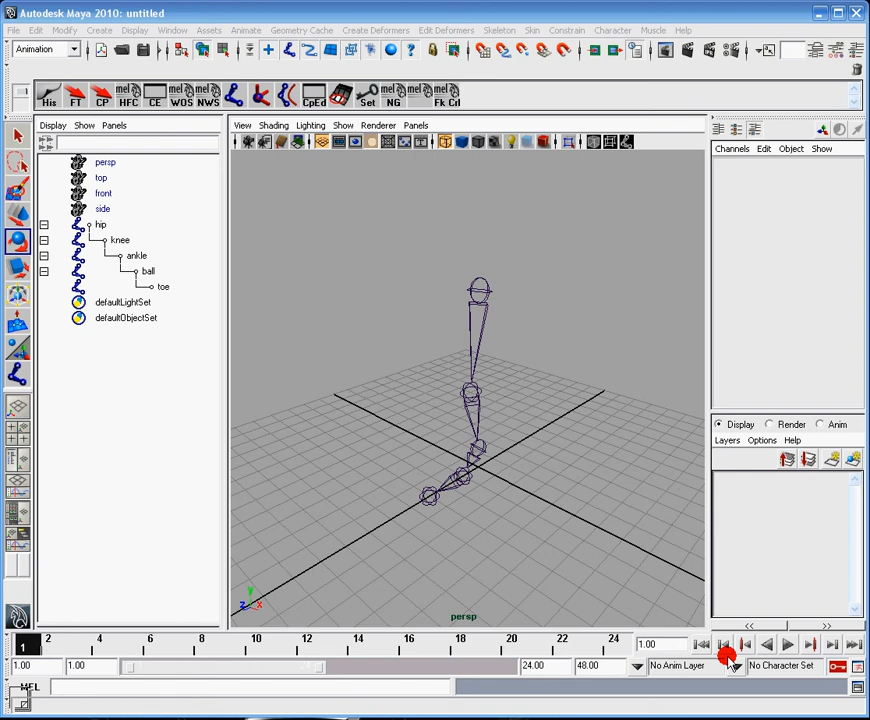 Autodesk Maya 2010: untitled
File Edit Modify Create Display Window Assets Animate Geometry Cache Create Deformers Edit Deformers Skeleton Skin Constrain Character Muscle Help
Animation
His FT CP HFC CE WOS NWS CpEd Set NG Fk Crl
mel mel mel mel mel
Display Show Panels
View Shading Lighting Show Renderer Panels
Channels Edit Object Show
persp
top
front
side
hip
knee
ankle
ball
toe
defaultLightSet
defaultObjectSet
Display Render Anim
Layers Options Help
y
z x
persp
1 2 4 6 8 10 12 14 16 18 20 22 24 1.00
1.00 1.00 24.00 48.00 No Anim Layer No Character Set
MEL